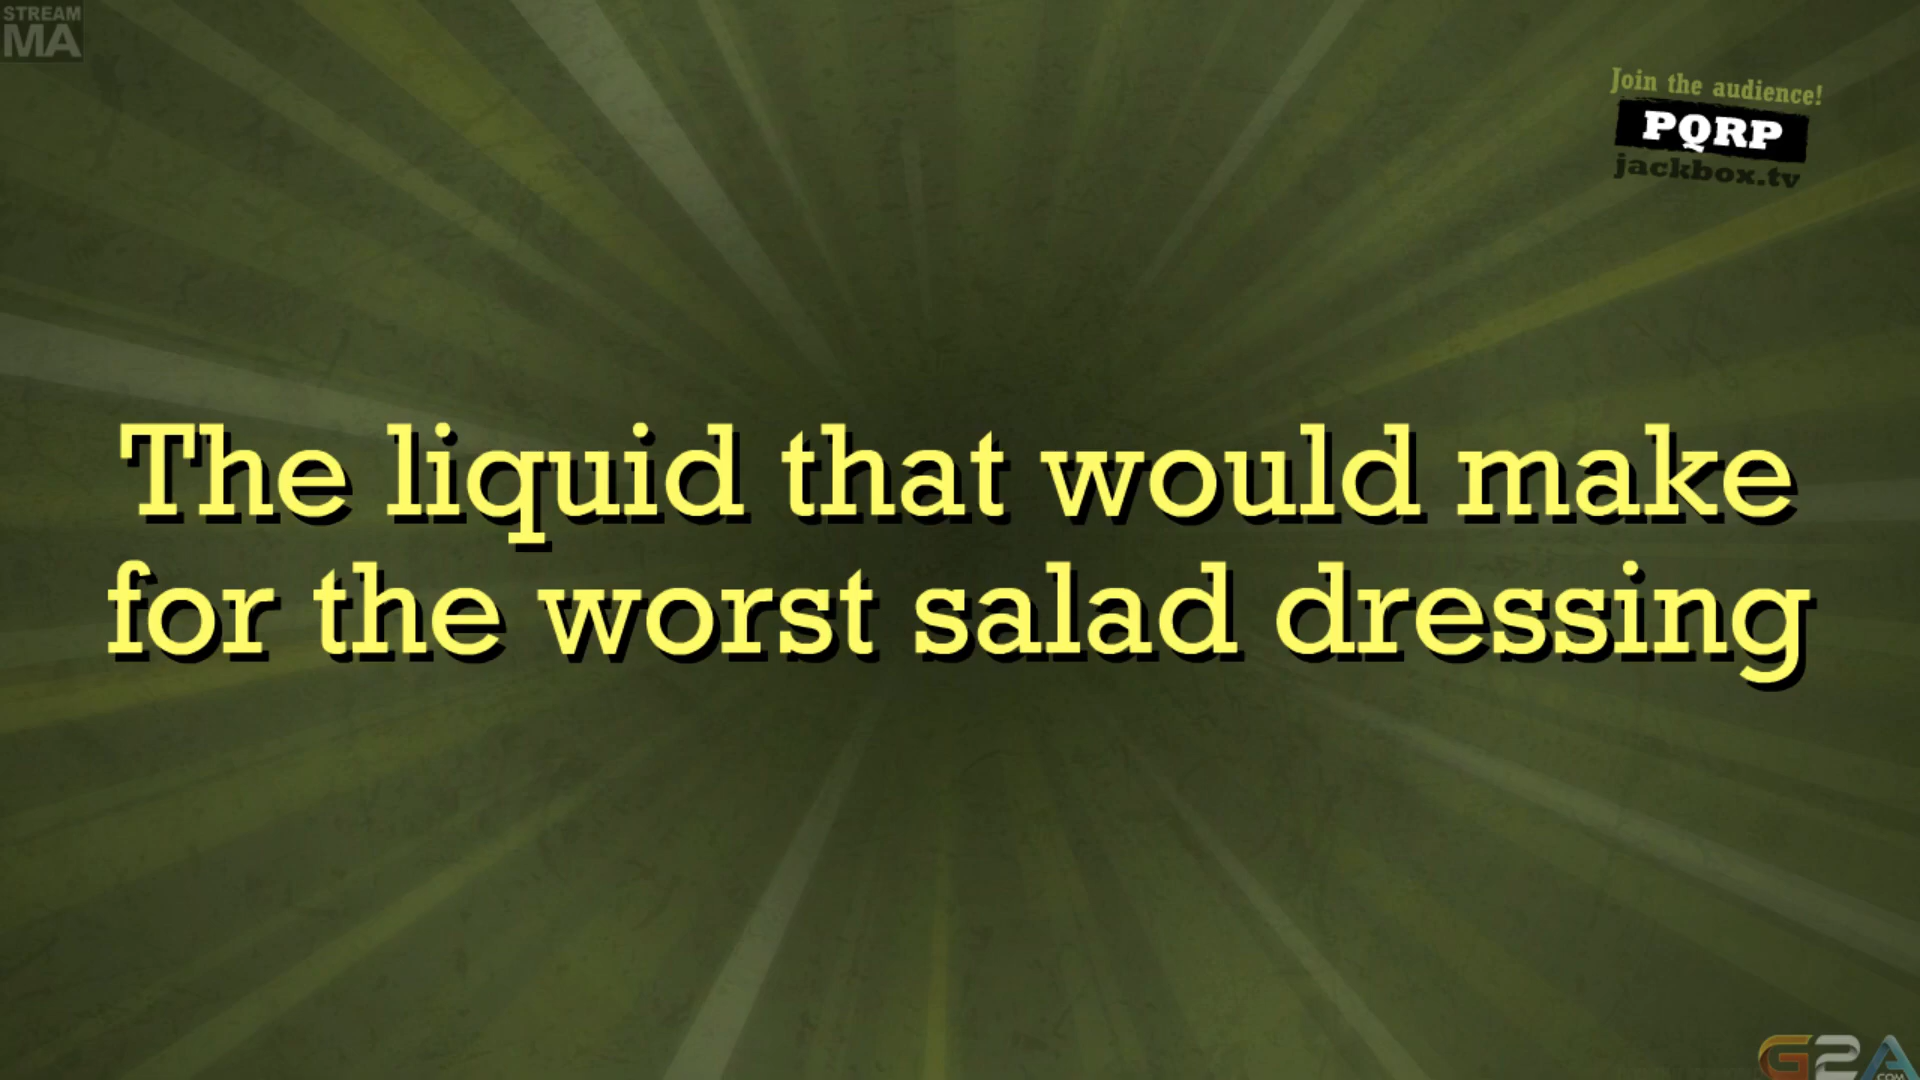 STREAM
MA
Join the audience!
PQRP
jackbox.tv
The liquid that would make
for the worst salad dressing
G2A
.COM